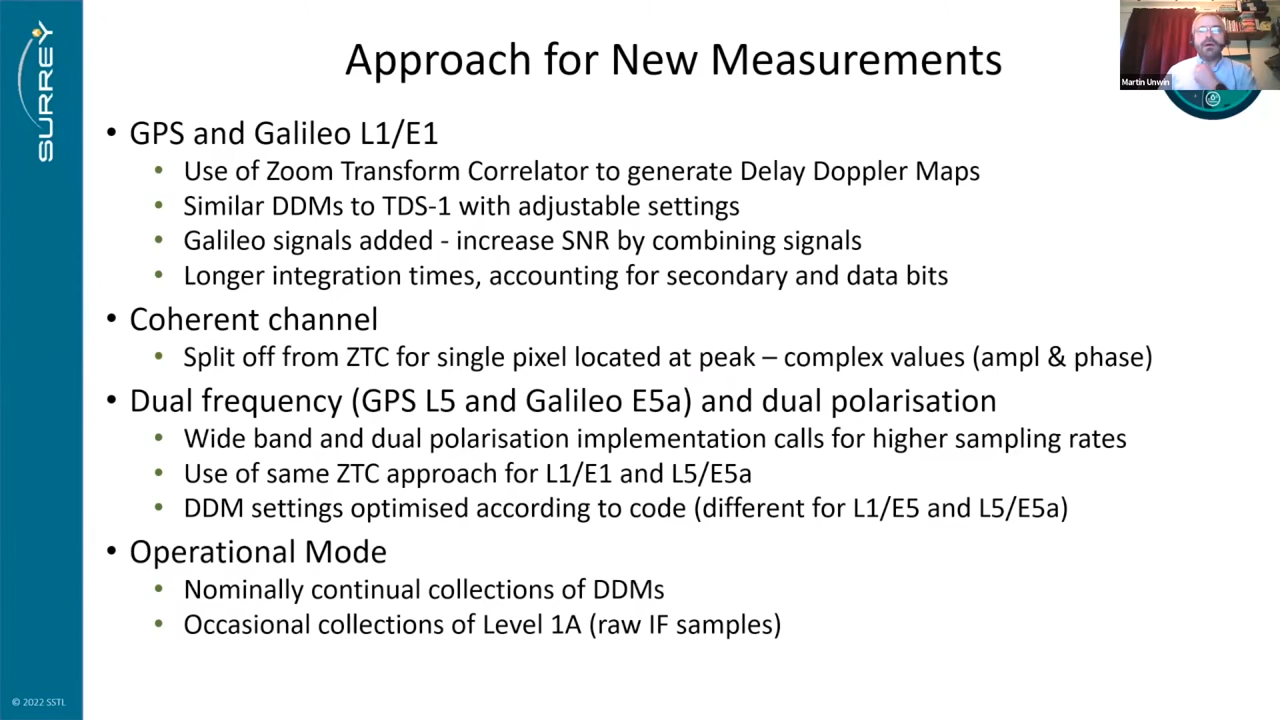 SURREY
Approach for New Measurements
Martin Unwin
• GPS and Galileo L1/E1
• Use of Zoom Transform Correlator to generate Delay Doppler Maps
• Similar DDMs to TDS-1 with adjustable settings
• Galileo signals added - increase SNR by combining signals
• Longer integration times, accounting for secondary and data bits
• Coherent channel
• Split off from ZTC for single pixel located at peak – complex values (ampl & phase)
• Dual frequency (GPS L5 and Galileo E5a) and dual polarisation
• Wide band and dual polarisation implementation calls for higher sampling rates
• Use of same ZTC approach for L1/E1 and L5/E5a
• DDM settings optimised according to code (different for L1/E5 and L5/E5a)
• Operational Mode
• Nominally continual collections of DDMs
• Occasional collections of Level 1A (raw IF samples)
© 2022 SSTL